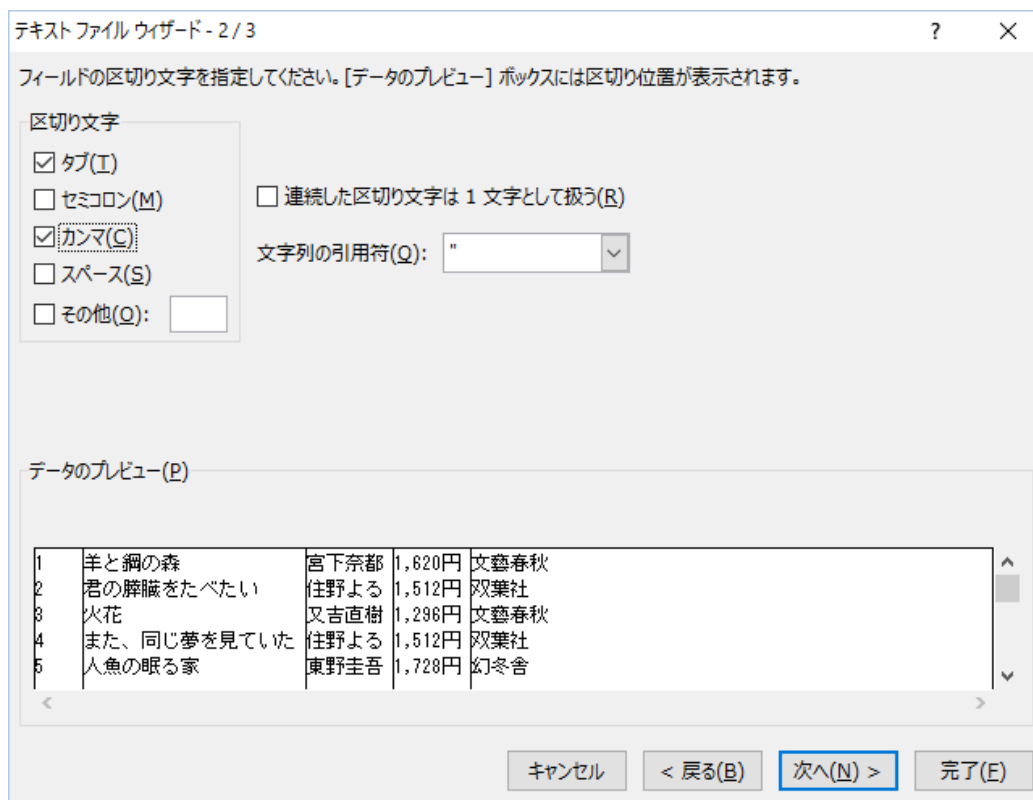 テキスト ファイル ウィザード - 2 / 3 ?
フィールドの区切り文字を指定してください。[データのプレビュー] ボックスには区切り位置が表示されます。
区切り文字
タブ(T)
セミコロン(M)
カンマ(C)
スペース(S)
その他(O):
連続した区切り文字は 1 文字として扱う(R)
文字列の引用符(Q): "
データのプレビュー(P)
1 羊と鋼の森 宮下奈都 1,620円 文藝春秋
2 君の膵臓をたべたい 住野よる 1,512円 双葉社
3 火花 又吉直樹 1,296円 文藝春秋
4 また、同じ夢を見ていた 住野よる 1,512円 双葉社
5 人魚の眠る家 東野圭吾 1,728円 幻冬舎
キャンセル < 戻る(B) 次へ(N) > 完了(F)